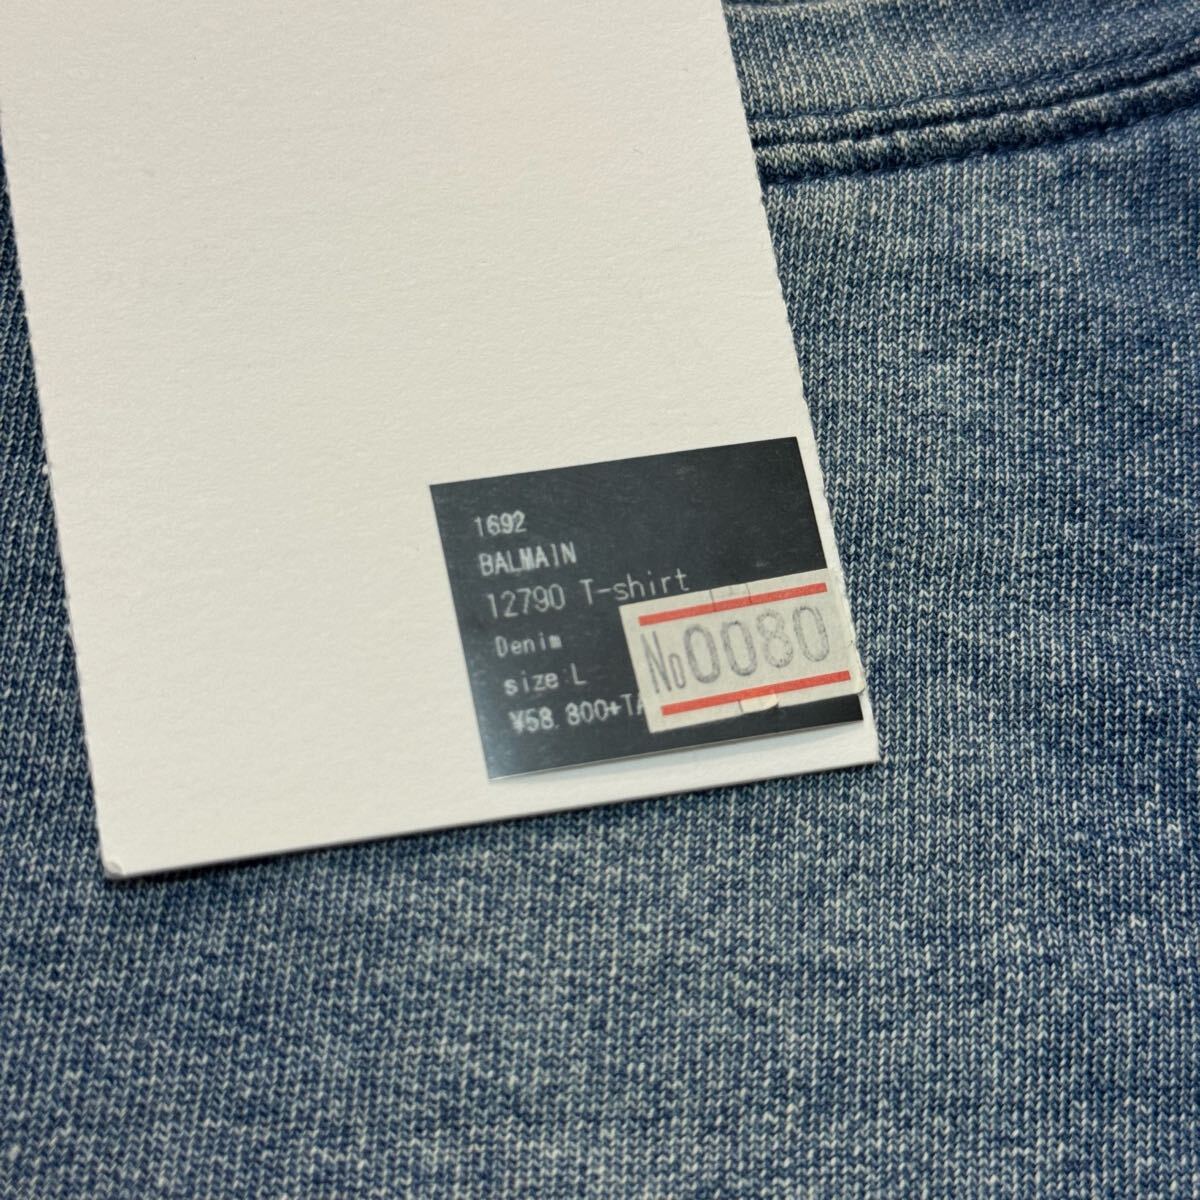 1692
BALMAIN
12790 T-shirt
Denim
size:L
¥58.800+TA
No0080